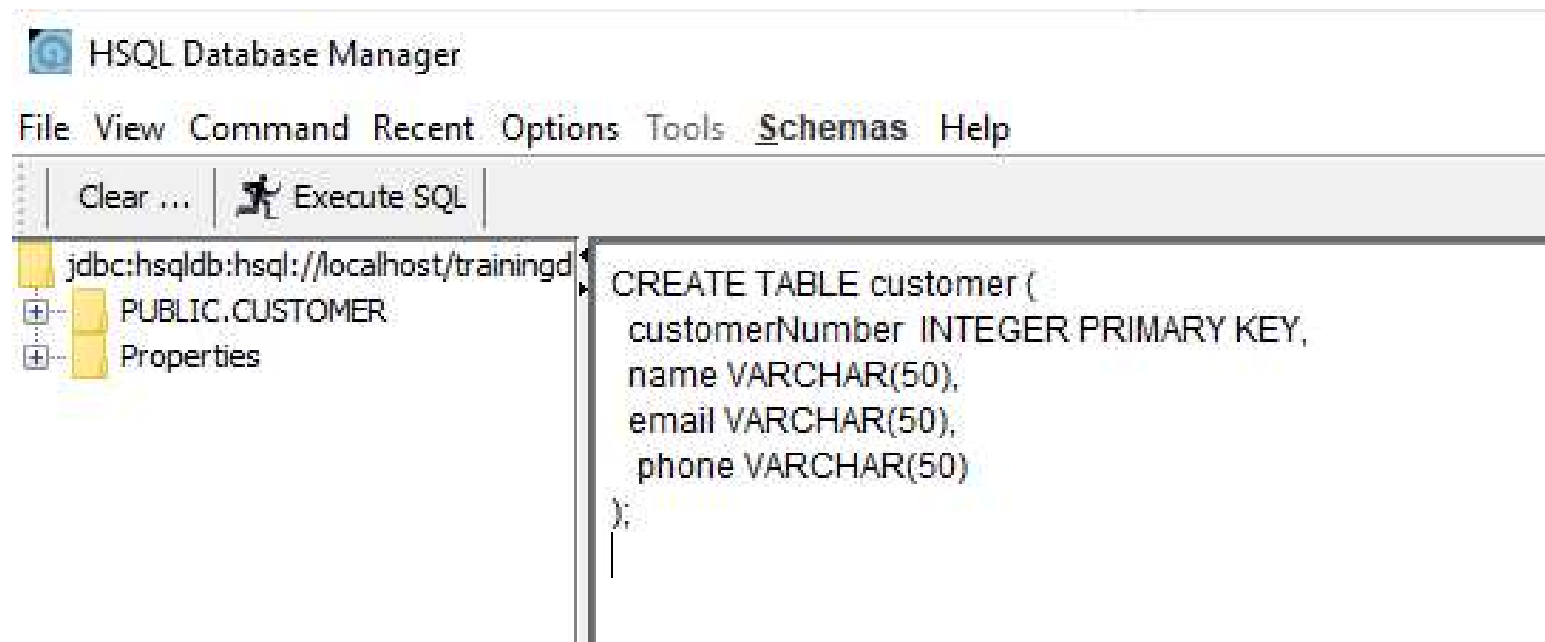 HSQL Database Manager
File View Command Recent Options Tools Schemas Help
Clear ... Execute SQL
jdbc:hsqldb:hsql://localhost/trainingd
PUBLIC.CUSTOMER
Properties
CREATE TABLE customer (
customerNumber INTEGER PRIMARY KEY,
name VARCHAR(50),
email VARCHAR(50),
phone VARCHAR(50)
);